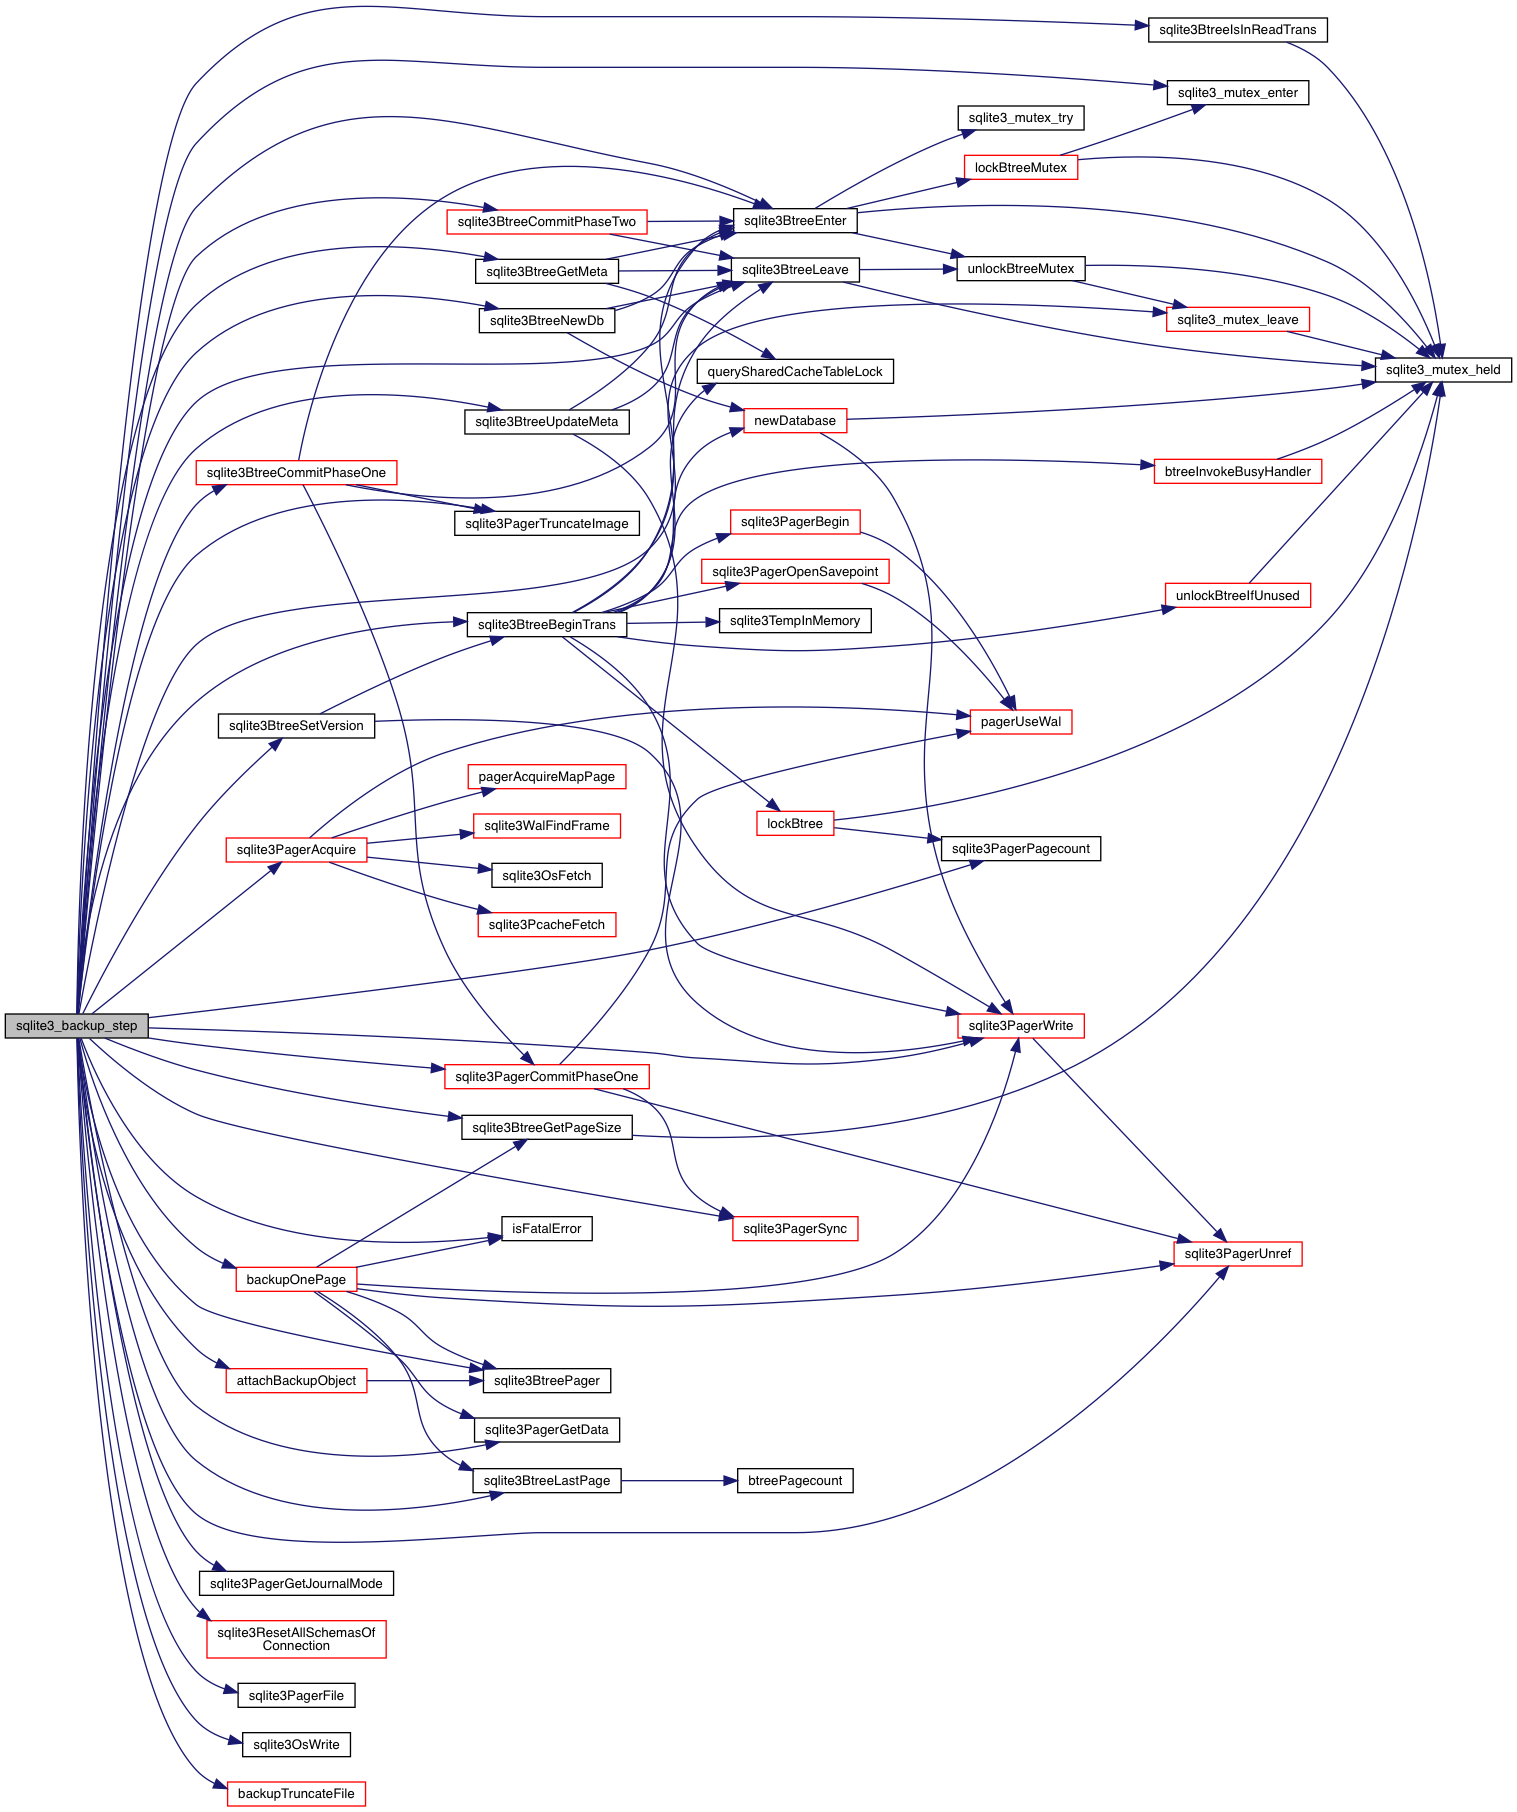 sqlite3BtreeIsInReadTrans
sqlite3_mutex_enter
sqlite3_mutex_try
lockBtreeMutex
sqlite3BtreeCommitPhaseTwo
sqlite3BtreeEnter
sqlite3BtreeGetMeta
sqlite3BtreeLeave
unlockBtreeMutex
sqlite3BtreeNewDb
sqlite3_mutex_leave
querySharedCacheTableLock
sqlite3_mutex_held
sqlite3BtreeUpdateMeta
newDatabase
sqlite3BtreeCommitPhaseOne
btreeInvokeBusyHandler
sqlite3PagerTruncateImage
sqlite3PagerBegin
sqlite3PagerOpenSavepoint
unlockBtreeIfUnused
sqlite3BtreeBeginTrans
sqlite3TempInMemory
sqlite3BtreeSetVersion
pagerUseWal
pagerAcquireMapPage
sqlite3WalFindFrame
lockBtree
sqlite3PagerAcquire
sqlite3PagerPagecount
sqlite3OsFetch
sqlite3PcacheFetch
sqlite3_backup_step
sqlite3PagerWrite
sqlite3PagerCommitPhaseOne
sqlite3BtreeGetPageSize
isFatalError
sqlite3PagerSync
sqlite3PagerUnref
backupOnePage
attachBackupObject
sqlite3BtreePager
sqlite3PagerGetData
sqlite3BtreeLastPage
btreePagecount
sqlite3PagerGetJournalMode
sqlite3ResetAllSchemasOf
Connection
sqlite3PagerFile
sqlite3OsWrite
backupTruncateFile